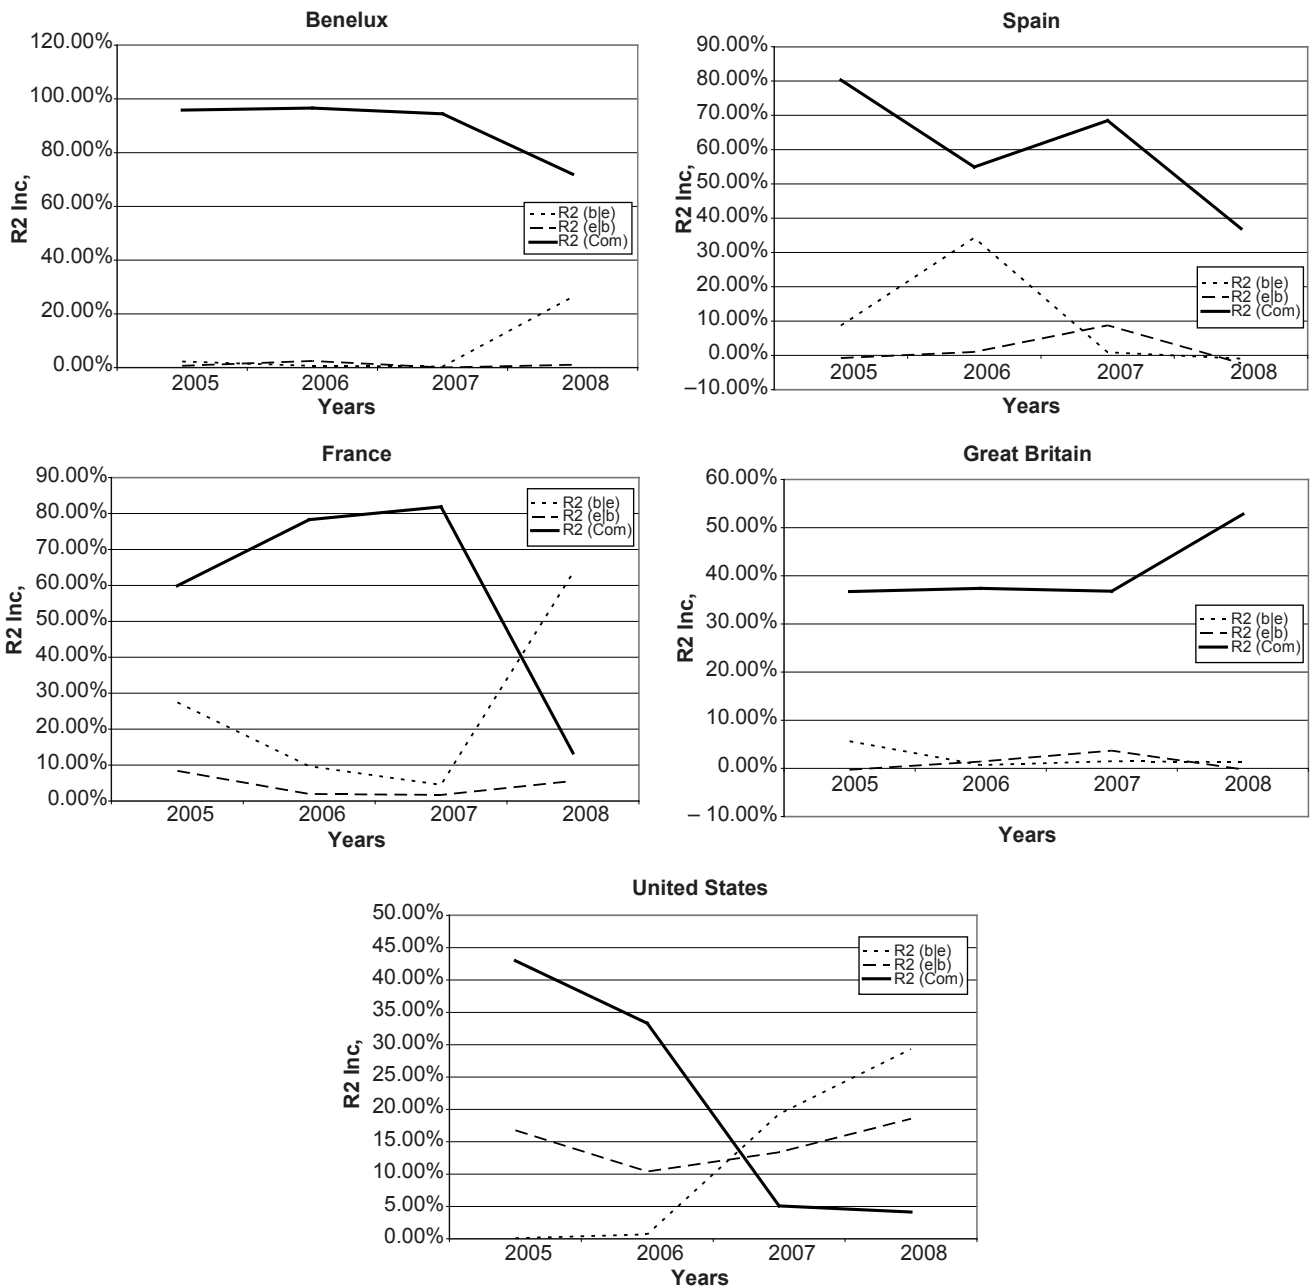 Benelux
120.00%
100.00%
80.00%
60.00%
40.00%
20.00%
0.00%
R2 Inc,
R2 (b|e)
R2 (e|b)
R2 (Com)
2005 2006 2007 2008
Years
Spain
90.00%
80.00%
70.00%
60.00%
50.00%
40.00%
30.00%
20.00%
10.00%
0.00%
–10.00%
R2 Inc,
R2 (b|e)
R2 (e|b)
R2 (Com)
2005 2006 2007 2008
Years
France
90.00%
80.00%
70.00%
60.00%
50.00%
40.00%
30.00%
20.00%
10.00%
0.00%
R2 Inc,
R2 (b|e)
R2 (e|b)
R2 (Com)
2005 2006 2007 2008
Years
Great Britain
60.00%
50.00%
40.00%
30.00%
20.00%
10.00%
0.00%
– 10.00%
R2 Inc,
R2 (b|e)
R2 (e|b)
R2 (Com)
2005 2006 2007 2008
Years
United States
50.00%
45.00%
40.00%
35.00%
30.00%
25.00%
20.00%
15.00%
10.00%
5.00%
0.00%
R2 Inc,
R2 (b|e)
R2 (e|b)
R2 (Com)
2005 2006 2007 2008
Years